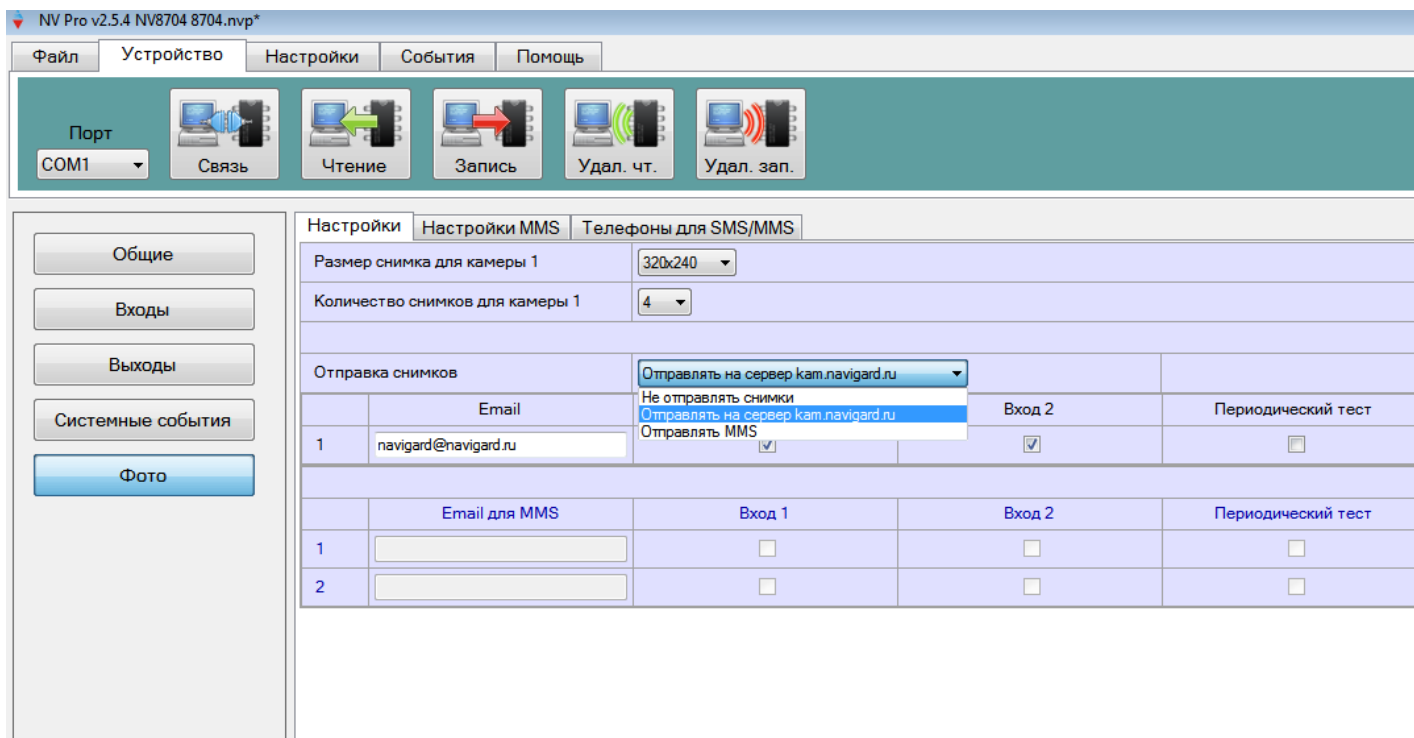 NV Pro v2.5.4 NV8704 8704.nvp*
Файл Устройство Настройки События Помощь
Порт
COM1 Связь Чтение Запись Удал. чт. Удал. зап.
Настройки Настройки MMS Телефоны для SMS/MMS
Общие
Входы
Выходы
Системные события
Фото
Размер снимка для камеры 1 320x240
Количество снимков для камеры 1 4
Отправка снимков Отправлять на сервер kam.navigard.ru
Не отправлять снимки
Отправлять на сервер kam.navigard.ru
Отправлять MMS
Email Вход 2 Периодический тест
1 navigard@navigard.ru
Email для MMS Вход 1 Вход 2 Периодический тест
1
2